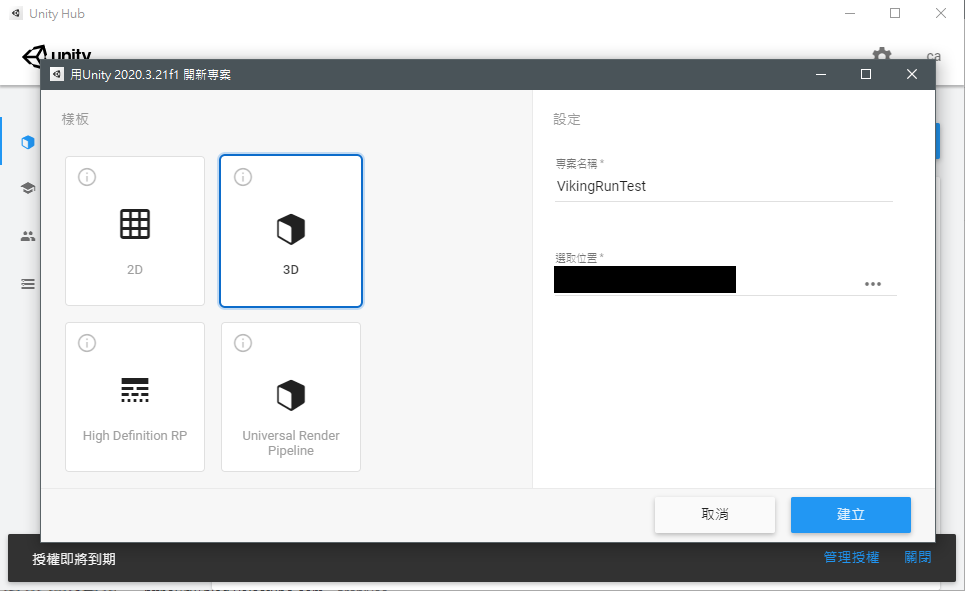 Unity Hub
unity
ca
用Unity 2020.3.21f1 開新專案
樣板
2D
3D
High Definition RP
Universal Render
Pipeline
設定
專案名稱 *
VikingRunTest
選取位置 *
取消
建立
授權即將到期
管理授權
關閉